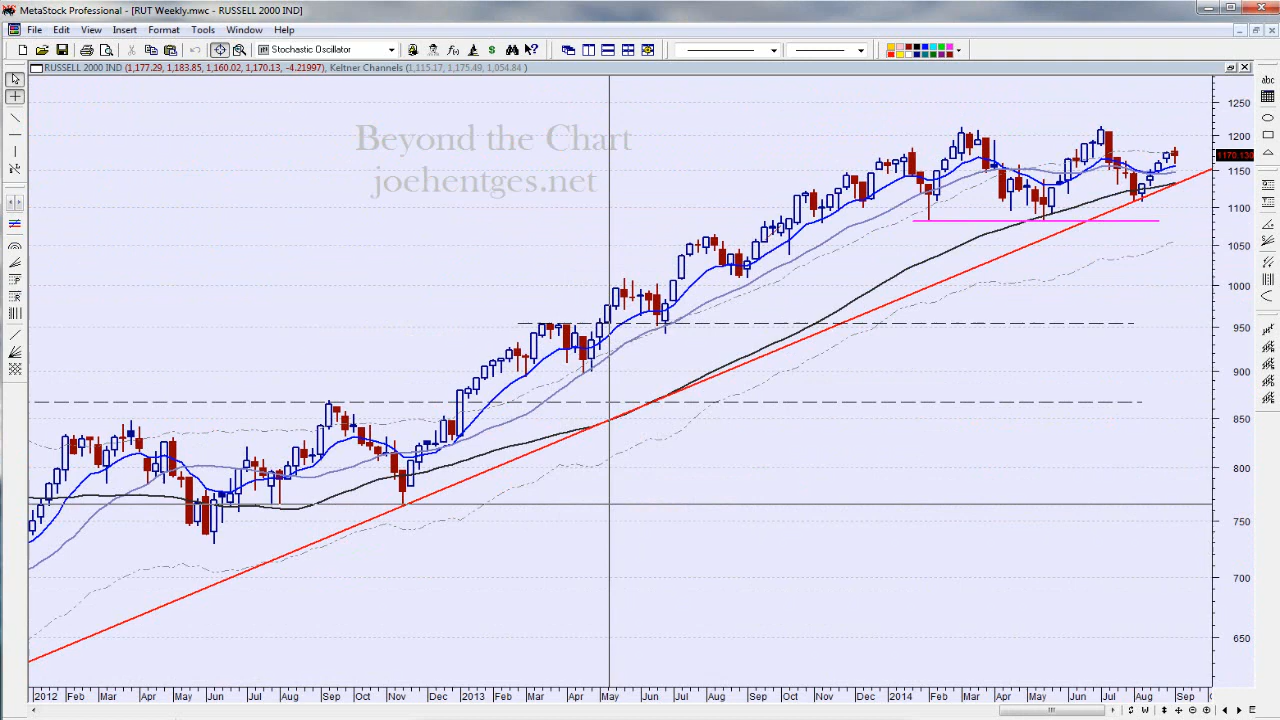 MetaStock Professional - [RUT Weekly.mwc - RUSSELL 2000 IND]
File Edit View Insert Format Tools Window Help
Stochastic Oscillator
RUSSELL 2000 IND (1,177.29, 1,183.85, 1,160.02, 1,170.13, -4.21997), Keltner Channels (1,115.17, 1,175.49, 1,054.84 )
abc
Beyond the Chart
joehentges.net
1250
1200
1170.130
1150
1100
1050
1000
950
900
850
800
750
700
650
2012 Feb Mar Apr May Jun Jul Aug Sep Oct Nov Dec 2013 Feb Mar Apr May Jun Jul Aug Sep Oct Nov Dec 2014 Feb Mar Apr May Jun Jul Aug Sep